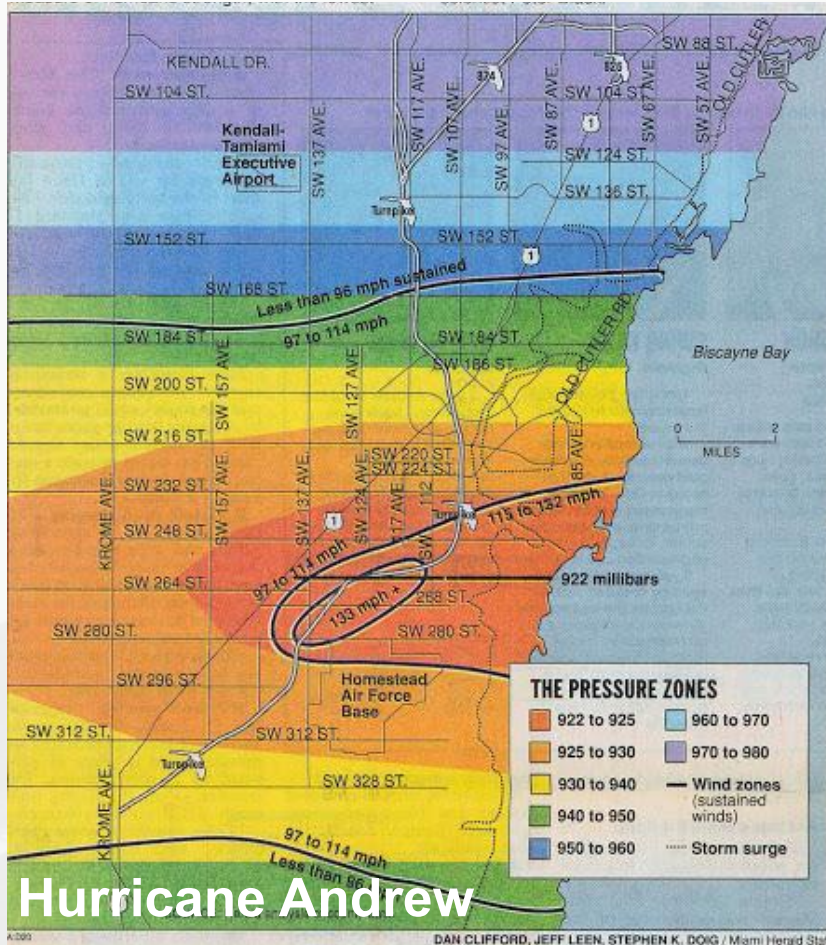 SW 88 ST.
KENDALL DR.
874
826
SW 104 ST.
SW 104 ST.
OLD CUTLER
SW 137 AVE.
SW 117 AVE.
SW 107 AVE.
SW 97 AVE.
SW 87 AVE.
SW 67 AVE.
SW 57 AVE.
1
Kendall-
Tamiami
Executive
Airport
SW 124 ST.
SW 136 ST.
Turnpike
SW 152 ST.
SW 152 ST.
1
SW 168 ST.
Less than 96 mph sustained
97 to 114 mph
SW 184 ST.
SW 184 ST.
SW 186 ST.
OLD CUTLER RD.
Biscayne Bay
SW 157 AVE.
SW 127 AVE.
SW 200 ST.
0 2
MILES
SW 216 ST.
SW 220 ST.
SW 224 ST.
85 AVE.
SW 232 ST.
KROME AVE.
SW 157 AVE.
SW 137 AVE.
SW 124 AVE.
117 AVE.
SW 112
115 to 132 mph
Turnpike
1
SW 248 ST.
97 to 114 mph
922 millibars
SW 264 ST.
133 mph +
268 ST.
SW 280 ST.
SW 280 ST.
SW 296 ST.
Homestead
Air Force
Base
SW 312 ST.
SW 312 ST.
Turnpike
SW 328 ST.
KROME AVE.
97 to 114 mph
Less than 96
THE PRESSURE ZONES
922 to 925
925 to 930
930 to 940
940 to 950
950 to 960
960 to 970
970 to 980
Wind zones
(sustained
winds)
Storm surge
Hurricane Andrew
DAN CLIFFORD, JEFF LEEN, STEPHEN K. DOIG / Miami Herald